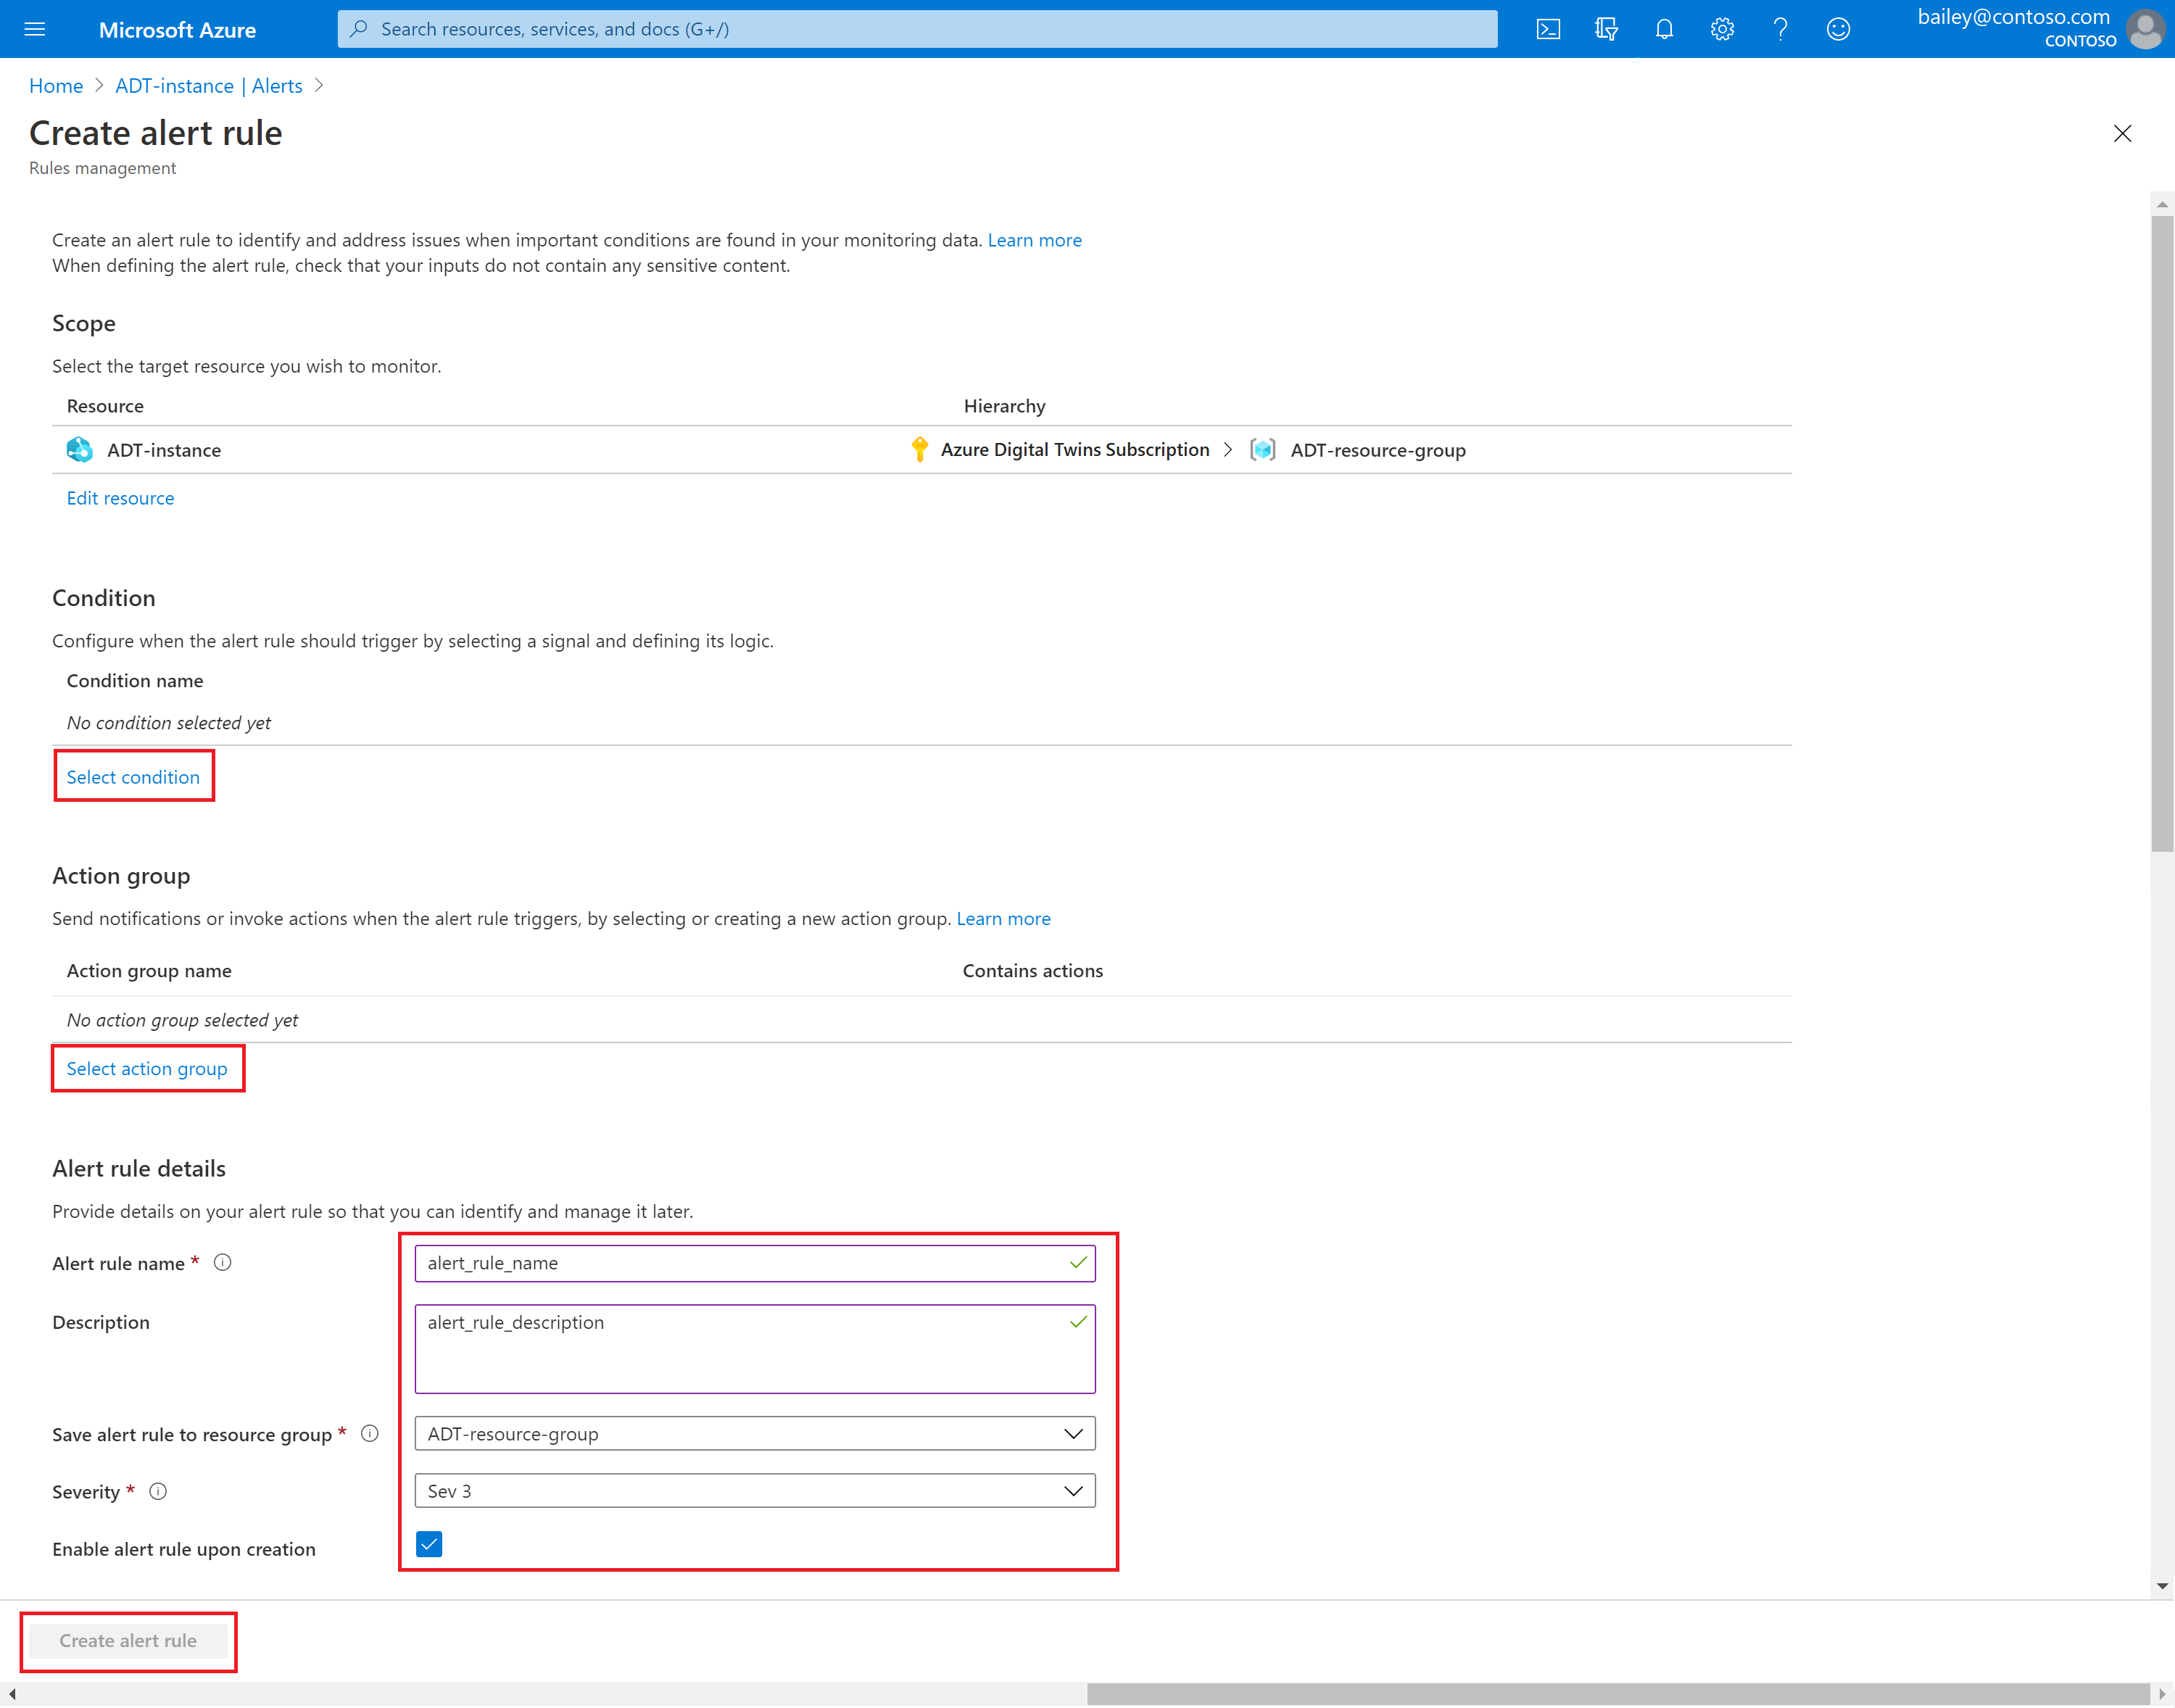 Microsoft Azure
Search resources, services, and docs (G+/)
bailey@contoso.com
CONTOSO
Home > ADT-instance | Alerts >
Create alert rule
Rules management
Create an alert rule to identify and address issues when important conditions are found in your monitoring data. Learn more
When defining the alert rule, check that your inputs do not contain any sensitive content.
Scope
Select the target resource you wish to monitor.
Resource Hierarchy
ADT-instance Azure Digital Twins Subscription > ADT-resource-group
Edit resource
Condition
Configure when the alert rule should trigger by selecting a signal and defining its logic.
Condition name
No condition selected yet
Select condition
Action group
Send notifications or invoke actions when the alert rule triggers, by selecting or creating a new action group. Learn more
Action group name Contains actions
No action group selected yet
Select action group
Alert rule details
Provide details on your alert rule so that you can identify and manage it later.
Alert rule name * alert_rule_name
Description alert_rule_description
Save alert rule to resource group * ADT-resource-group
Severity * Sev 3
Enable alert rule upon creation
Create alert rule